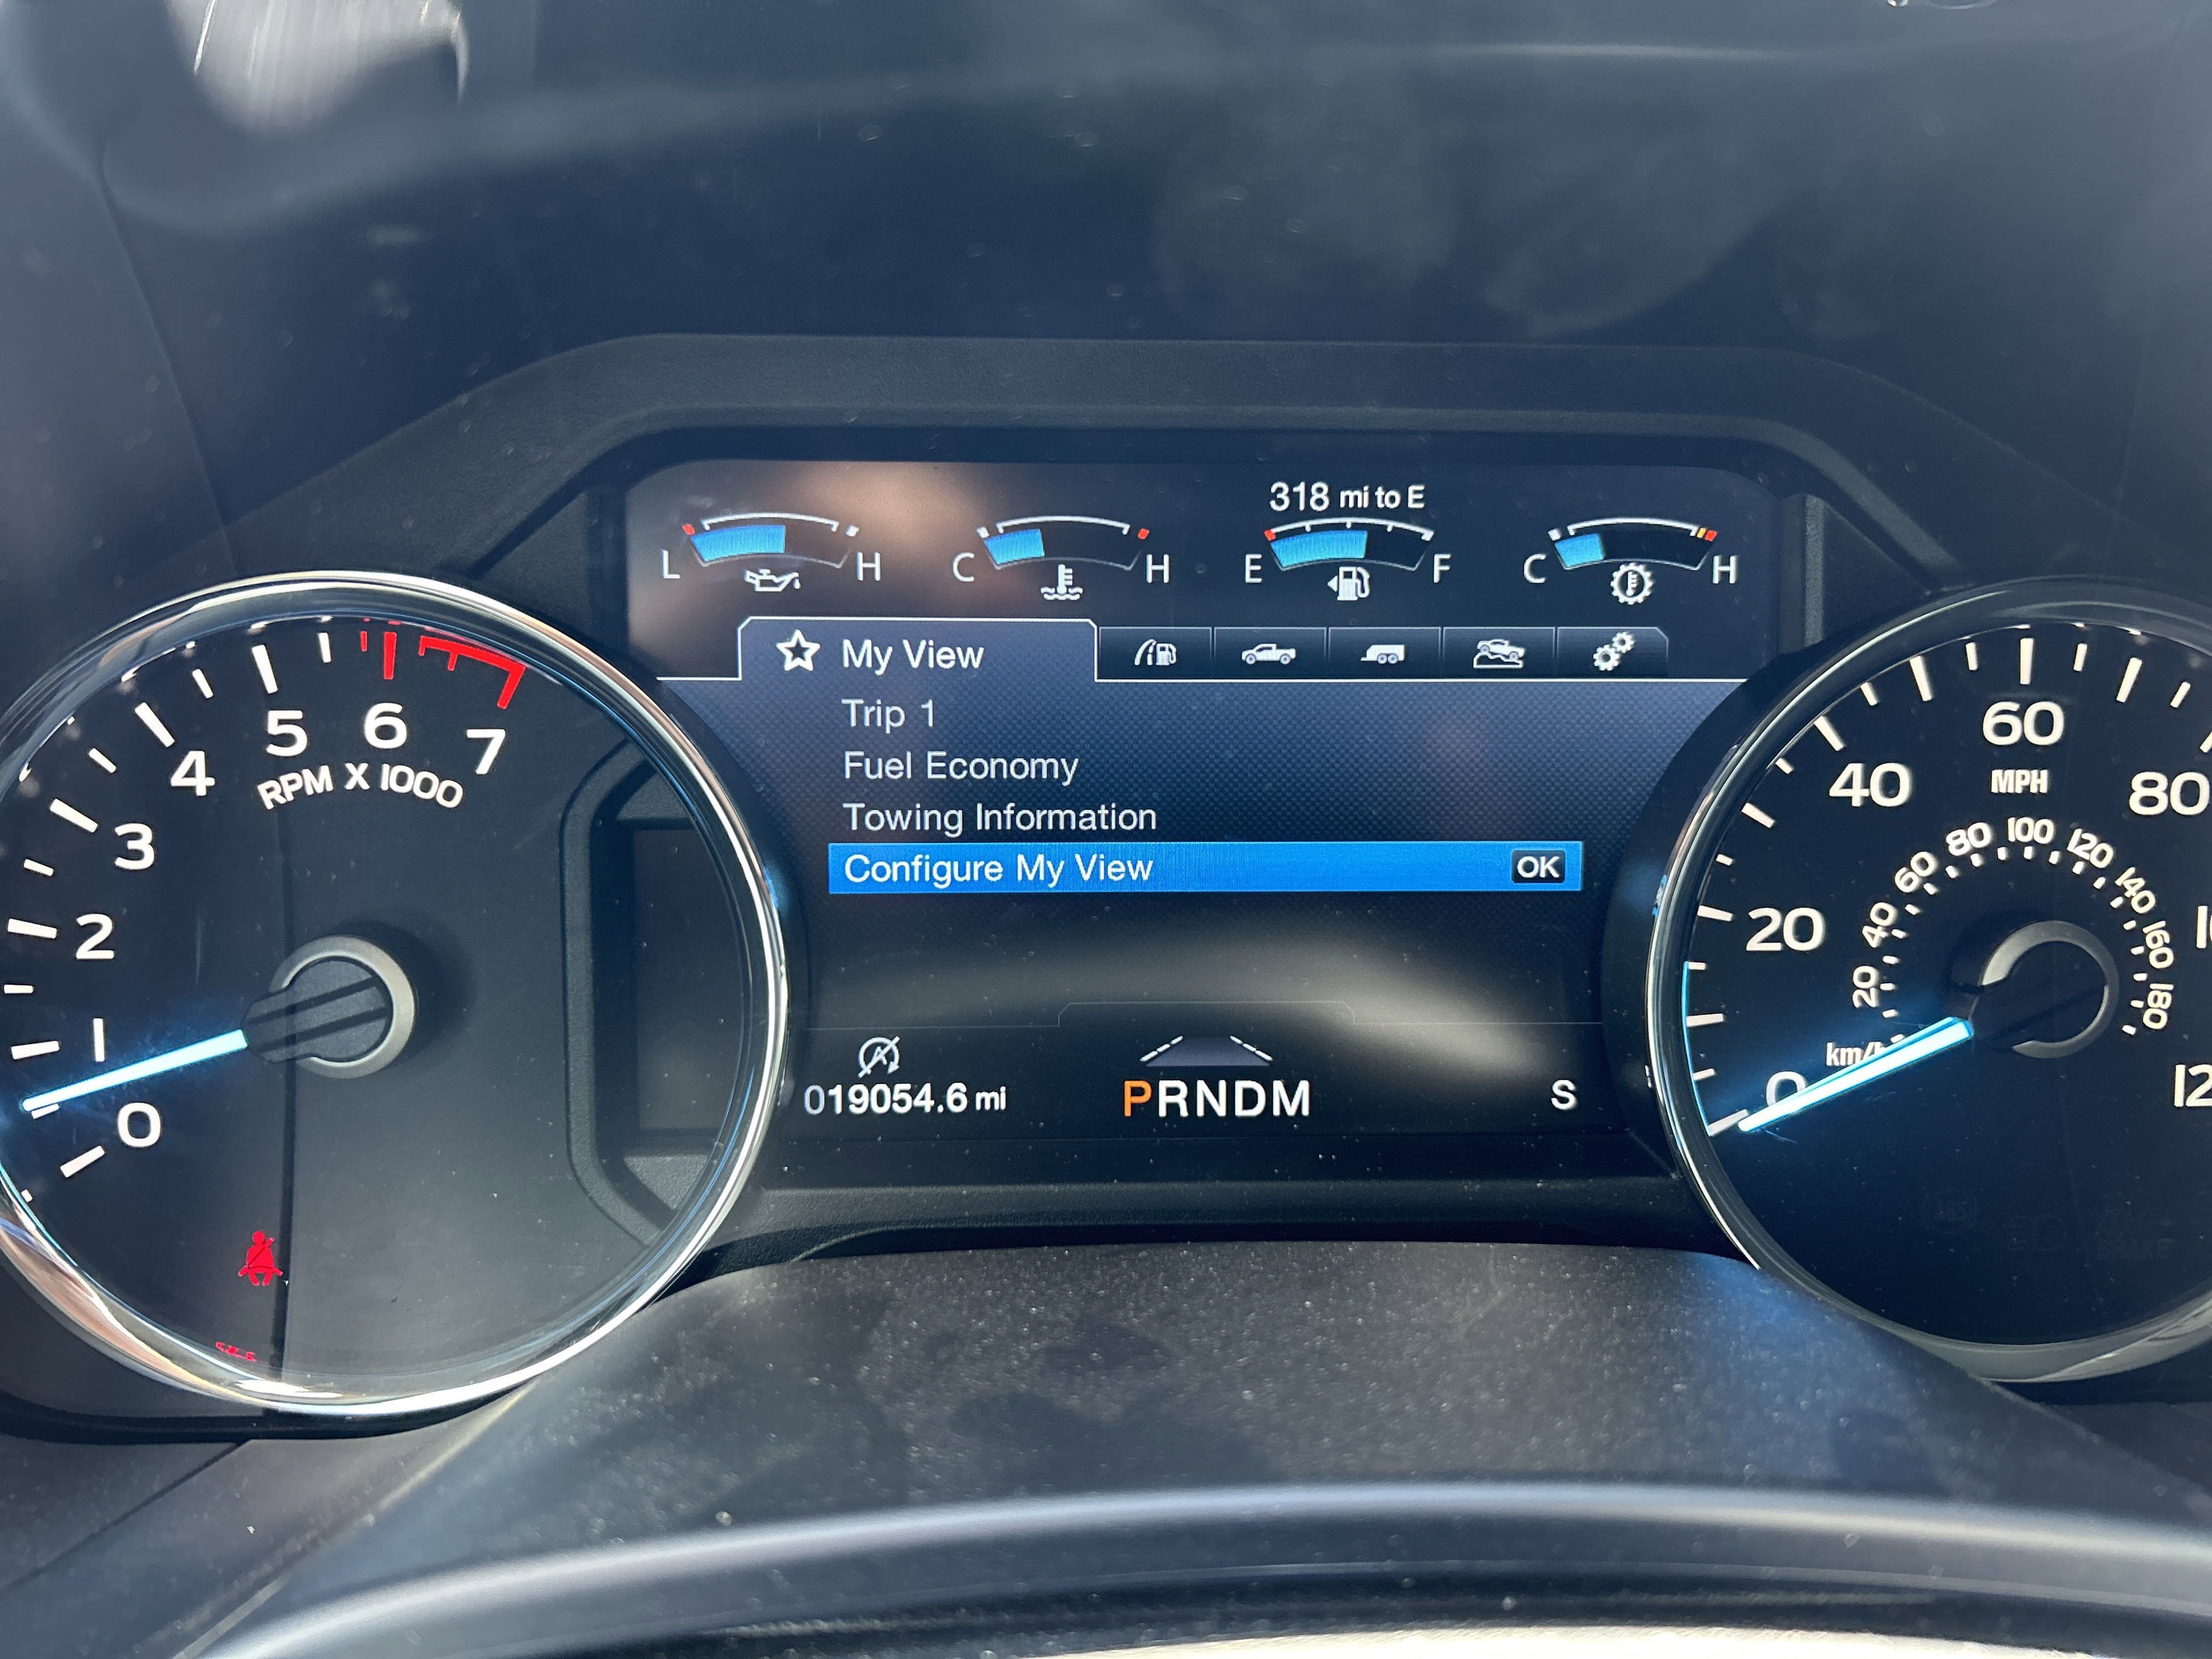 318 mi to E
L H C H E F C H
My View
Trip 1
Fuel Economy
Towing Information
Configure My View OK
019054.6 mi
PRNDM
S
0 1 2 3 4 5 6 7
RPM X 1000
0 20 40 60 80
MPH
20 40 60 80 100 120 140 160 180
km/h